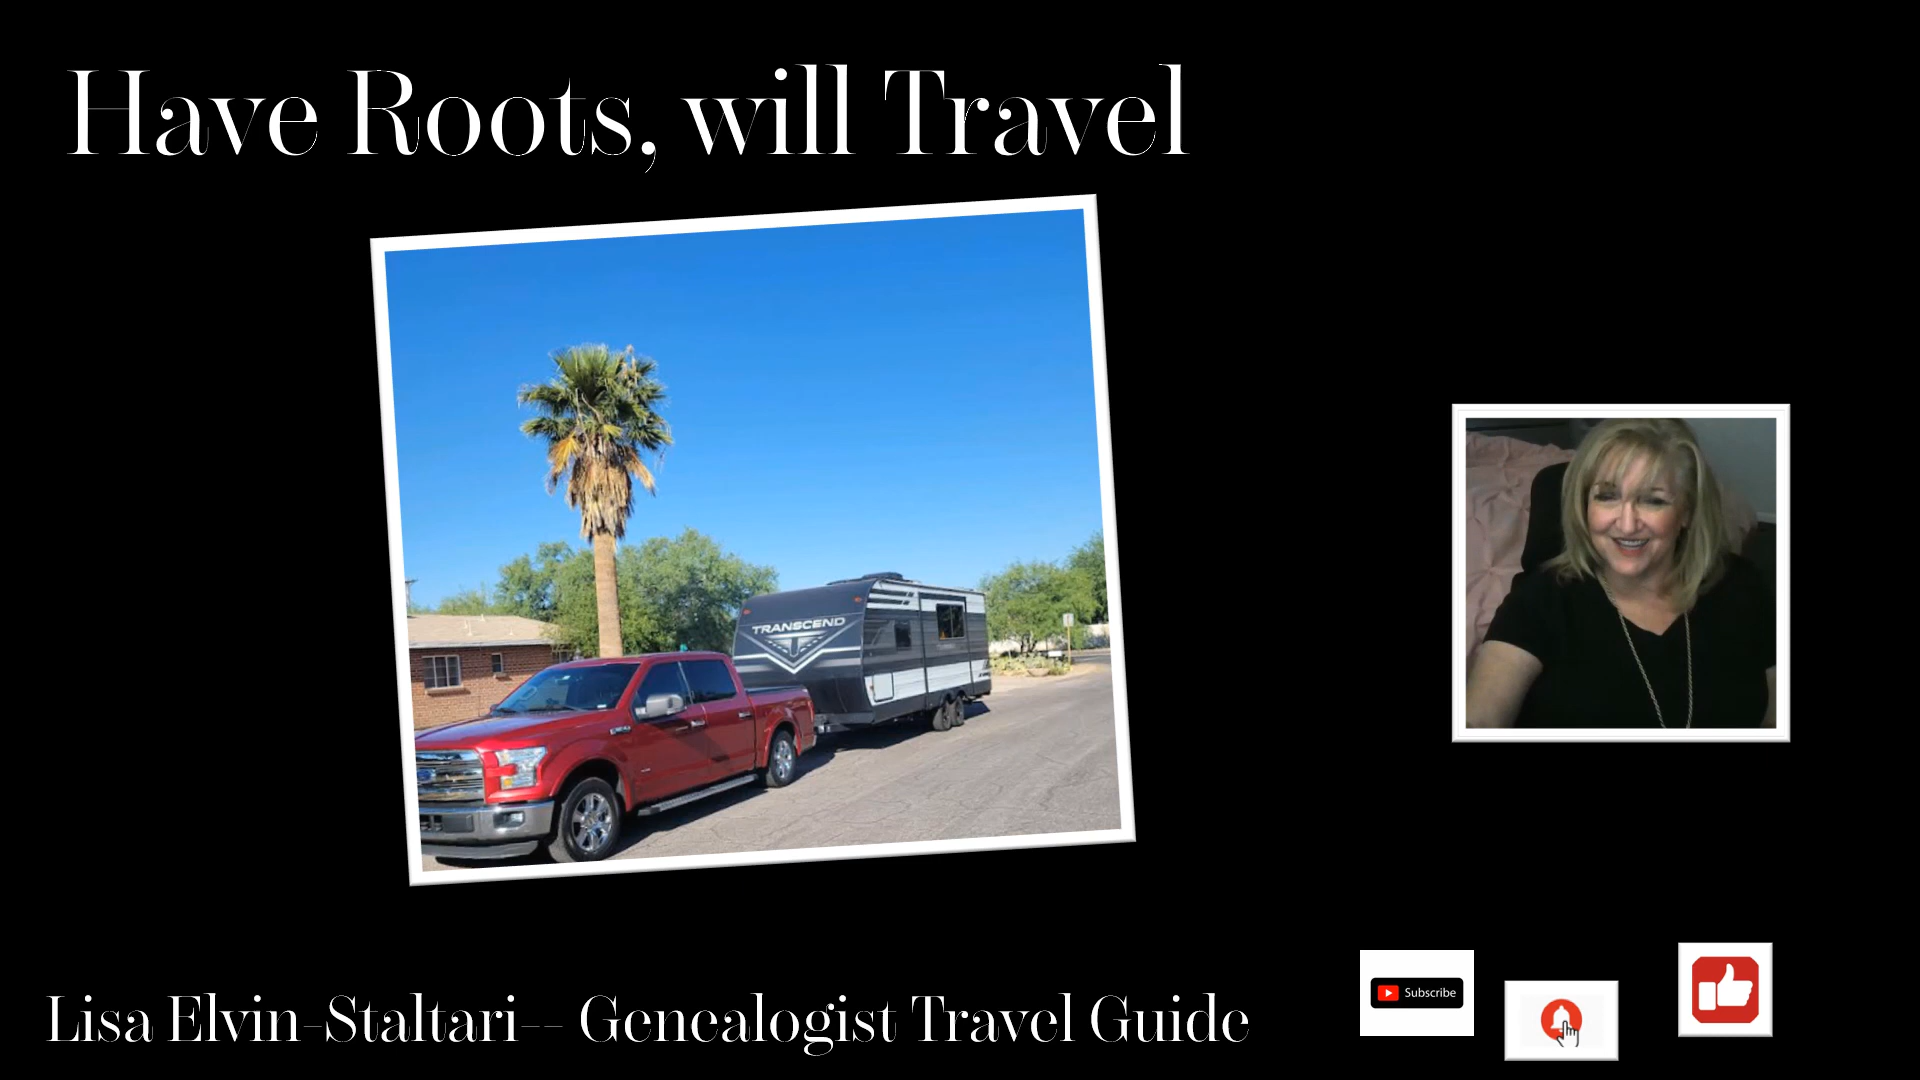 Have Roots, will Travel
TRANSCEND
Lisa Elvin-Staltari-- Genealogist Travel Guide
Subscribe